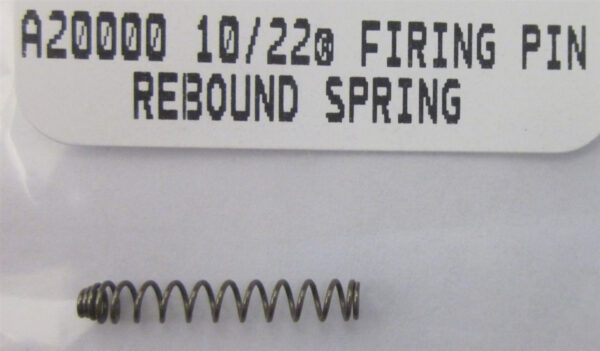 A20000 10/22® FIRING PIN
REBOUND SPRING